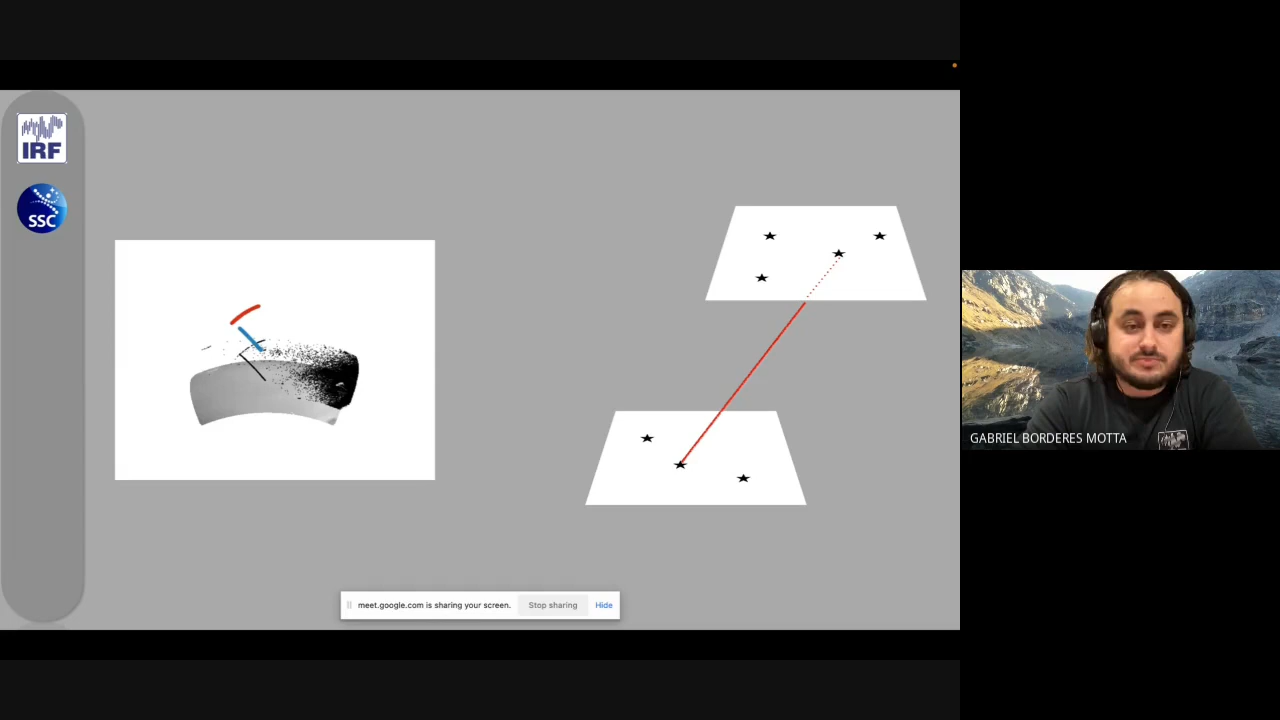 IRF
SSC
GABRIEL BORDERES MOTTA
meet.google.com is sharing your screen. Stop sharing Hide